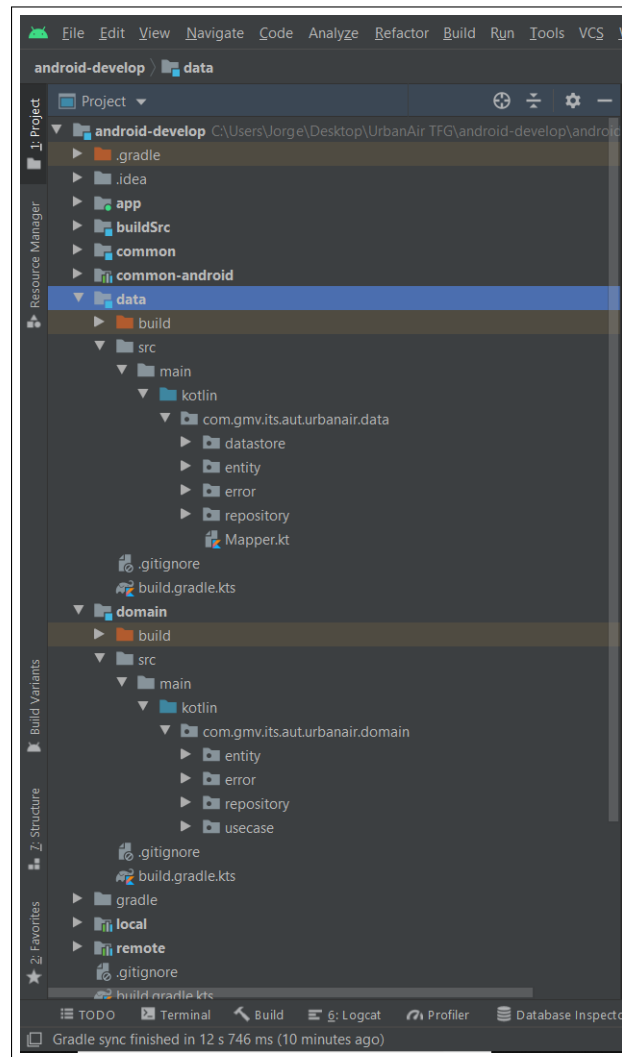 File Edit View Navigate Code Analyze Refactor Build Run Tools VCS
android-develop data
Project
android-develop C:\Users\Jorge\Desktop\UrbanAir TFG\android-develop\android
.gradle
.idea
app
buildSrc
common
common-android
data
build
src
main
kotlin
com.gmv.its.aut.urbanair.data
datastore
entity
error
repository
Mapper.kt
.gitignore
build.gradle.kts
domain
build
src
main
kotlin
com.gmv.its.aut.urbanair.domain
entity
error
repository
usecase
.gitignore
build.gradle.kts
gradle
local
remote
.gitignore
build.gradle.kts
1: Project
Resource Manager
Build Variants
Z: Structure
2: Favorites
TODO Terminal Build 6: Logcat Profiler Database Inspecto
Gradle sync finished in 12 s 746 ms (10 minutes ago)